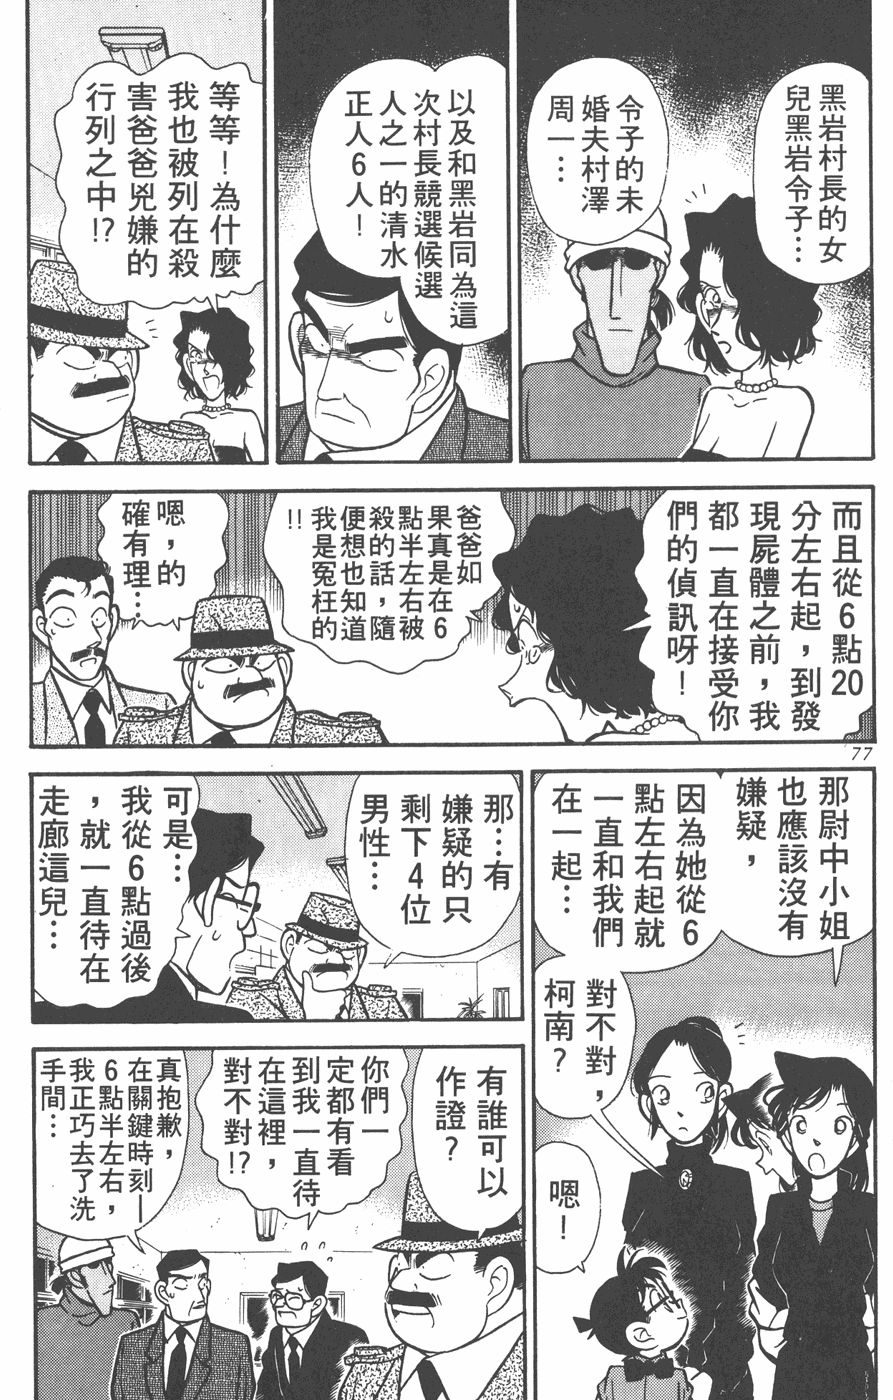 黑岩村長的女
兒黑岩令子…
令子的未
婚夫村澤
周一…
以及和黑岩同為這
次村長競選候選
人之一的清水
正人6人！
等等！為什麼
我也被列在殺
害爸爸兇嫌的
行列之中!?
而且從6點20
分左右起，到發
現屍體之前，我
都一直在接受你
們的偵訊呀！
爸爸如
果真是在6
點半左右被
殺的話，隨
便想也知道
我是冤枉的
!!
嗯，的
確有理…
77
那尉中小姐
也應該沒有
嫌疑，
因為她從6
點左右起就
一直和我們
在一起…
對不對，
柯南？
嗯！
那…有
嫌疑的只
剩下4位
男性…
可是…
我從6點過後
，就一直待在
走廊這兒…
有誰可以
作證？
你們一
定都有看
到我一直待
在這裡，
對不對!?
真抱歉，
在關鍵時刻—
6點半左右，
我正巧去了洗
手間…